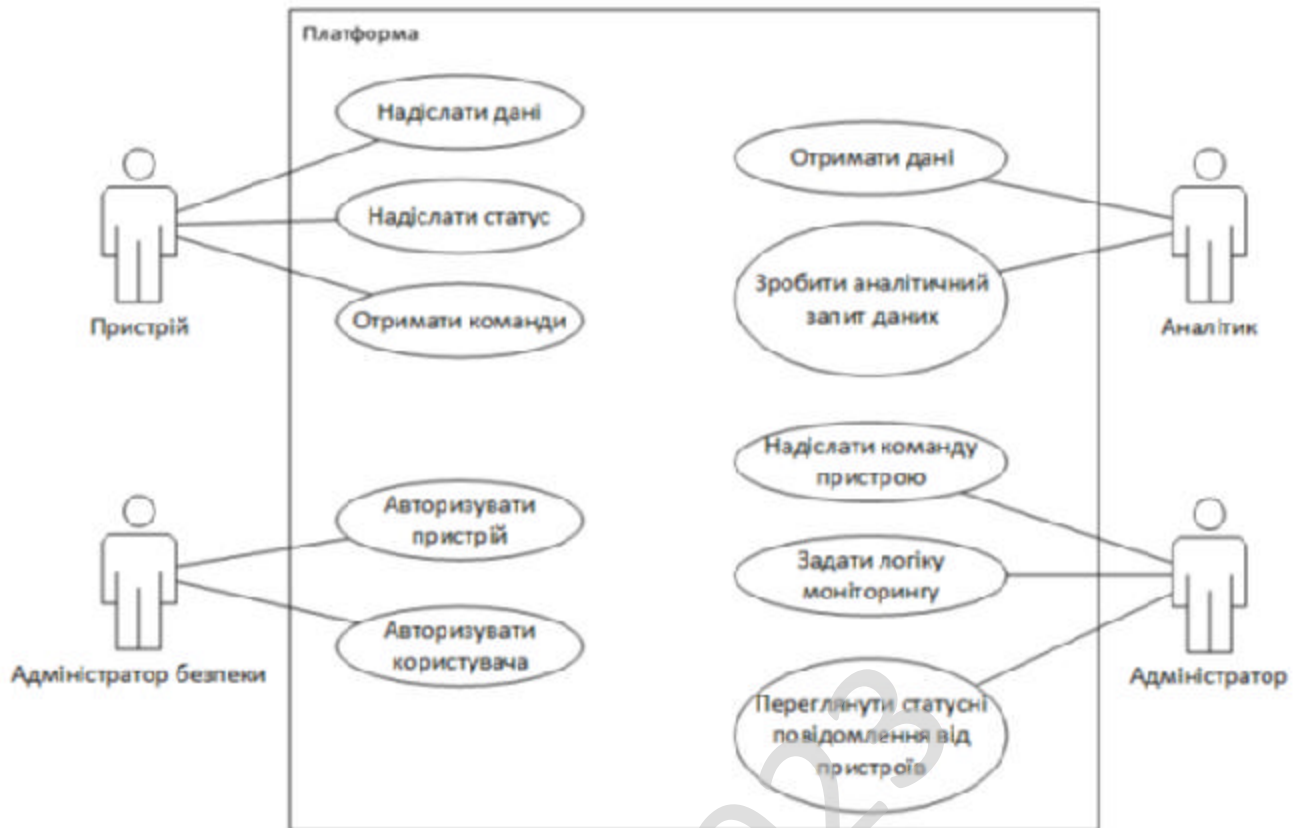 Платформа
Надіслати дані
Надіслати статус
Отримати команди
Пристрій
Отримати дані
Зробити аналітичний
запит даних
Аналітик
Авторизувати
пристрій
Авторизувати
користувача
Адміністратор безпеки
Надіслати команду
пристрою
Задати логіку
моніторингу
Переглянути статусні
повідомлення від
пристроїв
Адміністратор
023